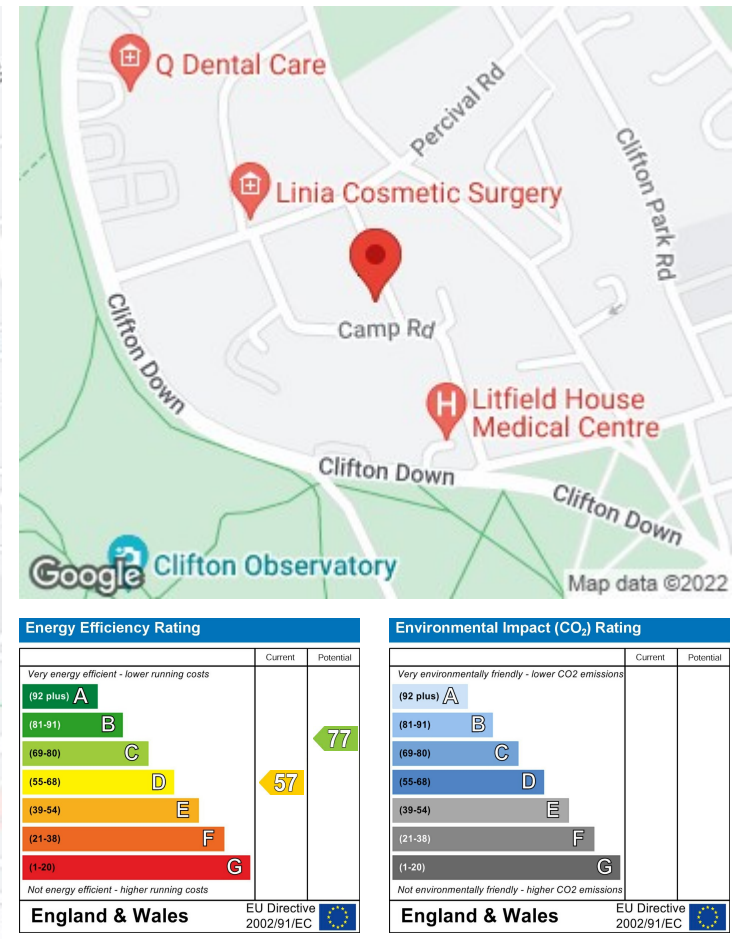 Q Dental Care
Percival Rd
Linia Cosmetic Surgery
Clifton Park Rd
Camp Rd
Clifton Down
Litfield House
Medical Centre
Clifton Down
Clifton Down
Clifton Observatory
Google
Map data ©2022
Energy Efficiency Rating
Current Potential
Very energy efficient - lower running costs
(92 plus) A
(81-91) B
(69-80) C
(55-68) D
(39-54) E
(21-38) F
(1-20) G
57
77
Not energy efficient - higher running costs
England & Wales
EU Directive
2002/91/EC
Environmental Impact (CO₂) Rating
Current Potential
Very environmentally friendly - lower CO2 emissions
(92 plus) A
(81-91) B
(69-80) C
(55-68) D
(39-54) E
(21-38) F
(1-20) G
Not environmentally friendly - higher CO2 emissions
England & Wales
EU Directive
2002/91/EC